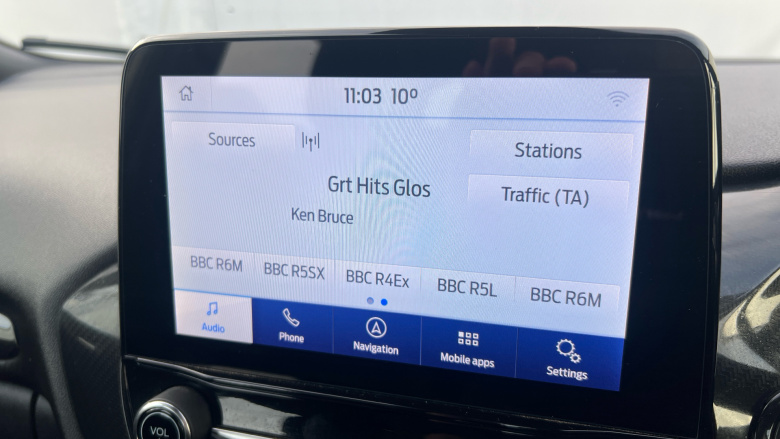 11:03 10°
Sources
Stations
Grt Hits Glos
Traffic (TA)
Ken Bruce
BBC R6M
BBC R5SX
BBC R4Ex
BBC R5L
BBC R6M
Audio
Phone
Navigation
Mobile apps
Settings
VOL